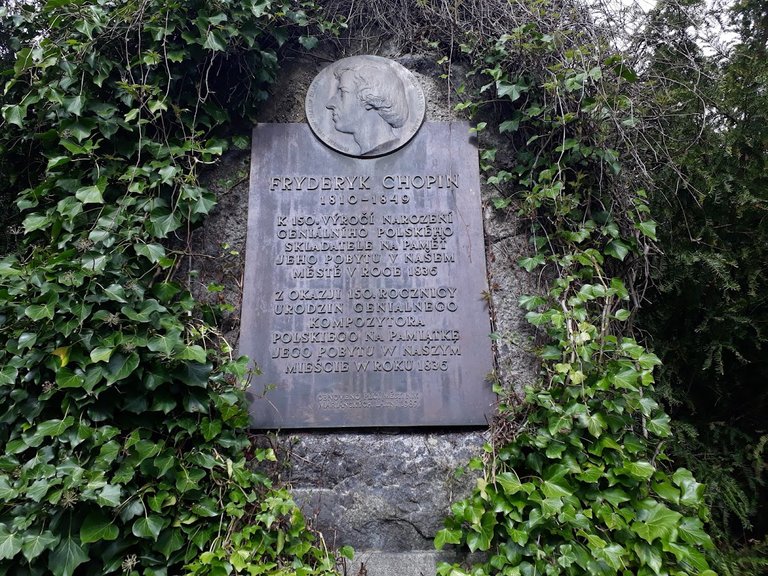 FRYDERYK CHOPIN
1810-1849
K 150. VÝROČÍ NAROZENÍ
GENIÁLNÍHO POLSKÉHO
SKLADATELE NA PAMĚŤ
JEHO POBYTU V NAŠEM
MĚSTĚ V ROCE 1836
Z OKAZJI 150. ROCZNICY
URODZIN GENIALNEGO
KOMPOZYTORA
POLSKIEGO NA PAMIĄTKĘ
JEGO POBYTU W NASZYM
MIEŚCIE W ROKU 1836
OBNOVENO